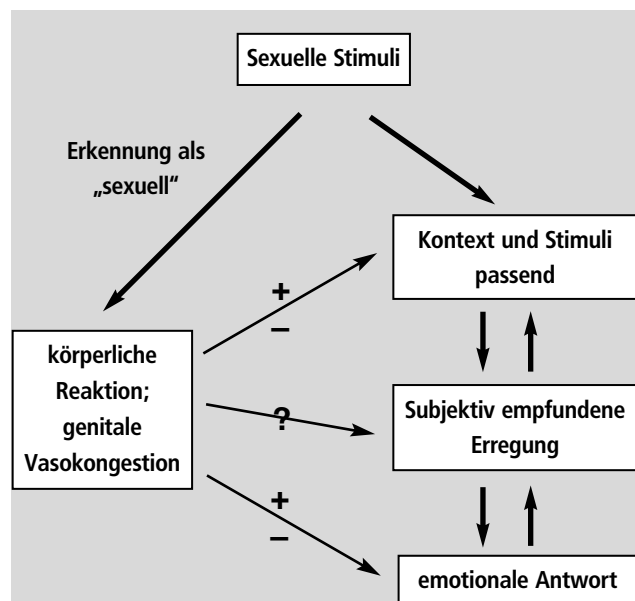 Sexuelle Stimuli
Erkennung als
„sexuell“
Kontext und Stimuli
passend
+
–
körperliche
Reaktion;
genitale
Vasokongestion
?
Subjektiv empfundene
Erregung
+
–
emotionale Antwort